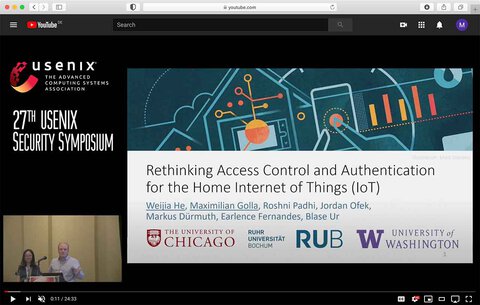 youtube.com
YouTube
Search
M
usenix
THE ADVANCED
COMPUTING SYSTEMS
ASSOCIATION
27TH USENIX
SECURITY SYMPOSIUM
Rethinking Access Control and Authentication
for the Home Internet of Things (IoT)
Weijia He, Maximilian Golla, Roshni Padhi, Jordan Ofek,
Markus Dürmuth, Earlence Fernandes, Blase Ur
THE UNIVERSITY OF
CHICAGO
RUHR
UNIVERSITÄT
BOCHUM
RUB
W
UNIVERSITY of
WASHINGTON
1
0:11 / 24:33